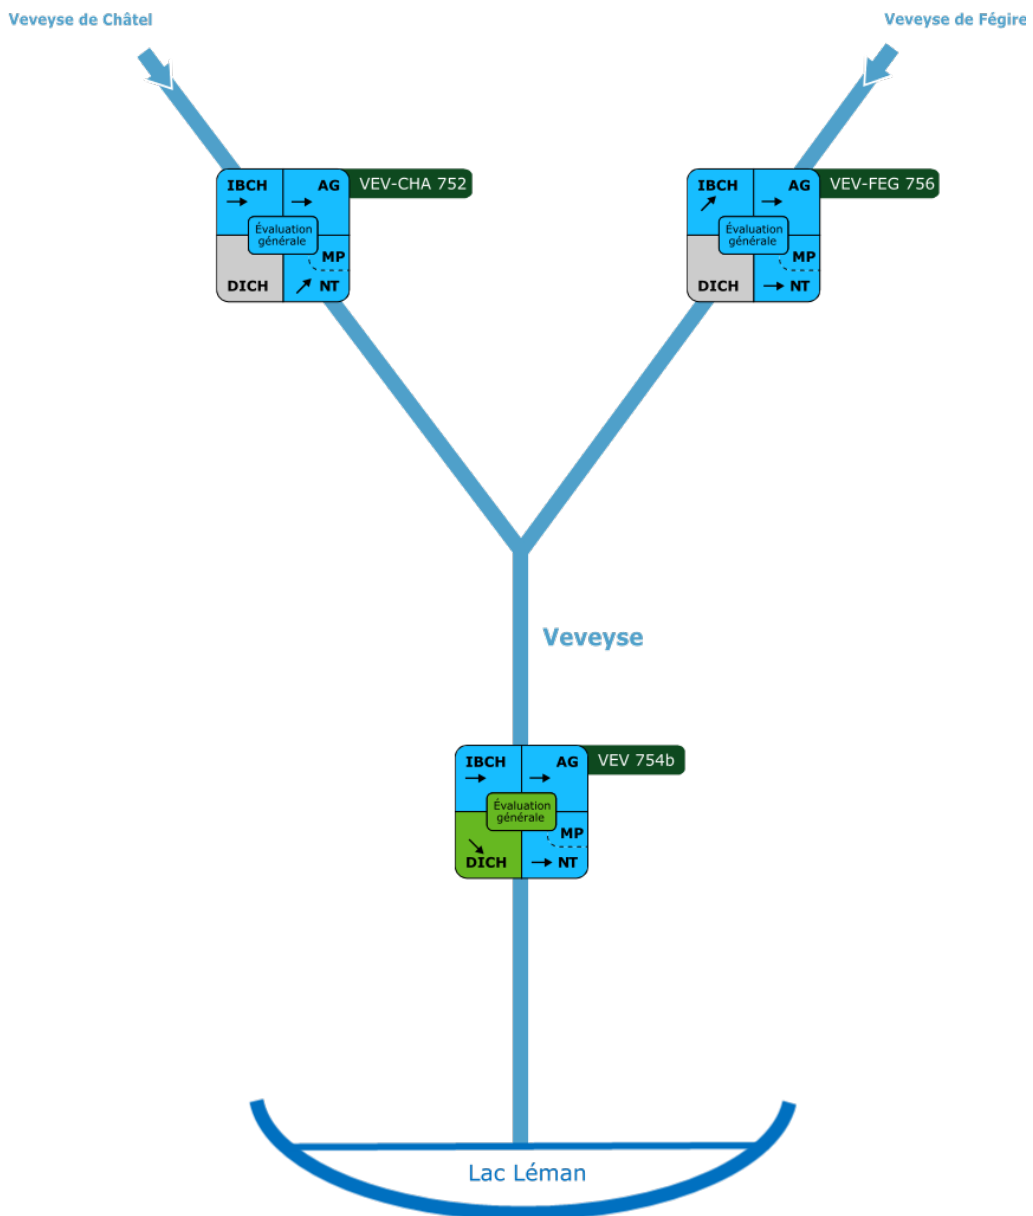 Veveyse de Châtel
Veveyse de Fégire
IBCH
AG
VEV-CHA 752
Évaluation
générale
MP
DICH
NT
IBCH
AG
VEV-FEG 756
Évaluation
générale
MP
DICH
NT
Veveyse
IBCH
AG
VEV 754b
Évaluation
générale
MP
DICH
NT
Lac Léman